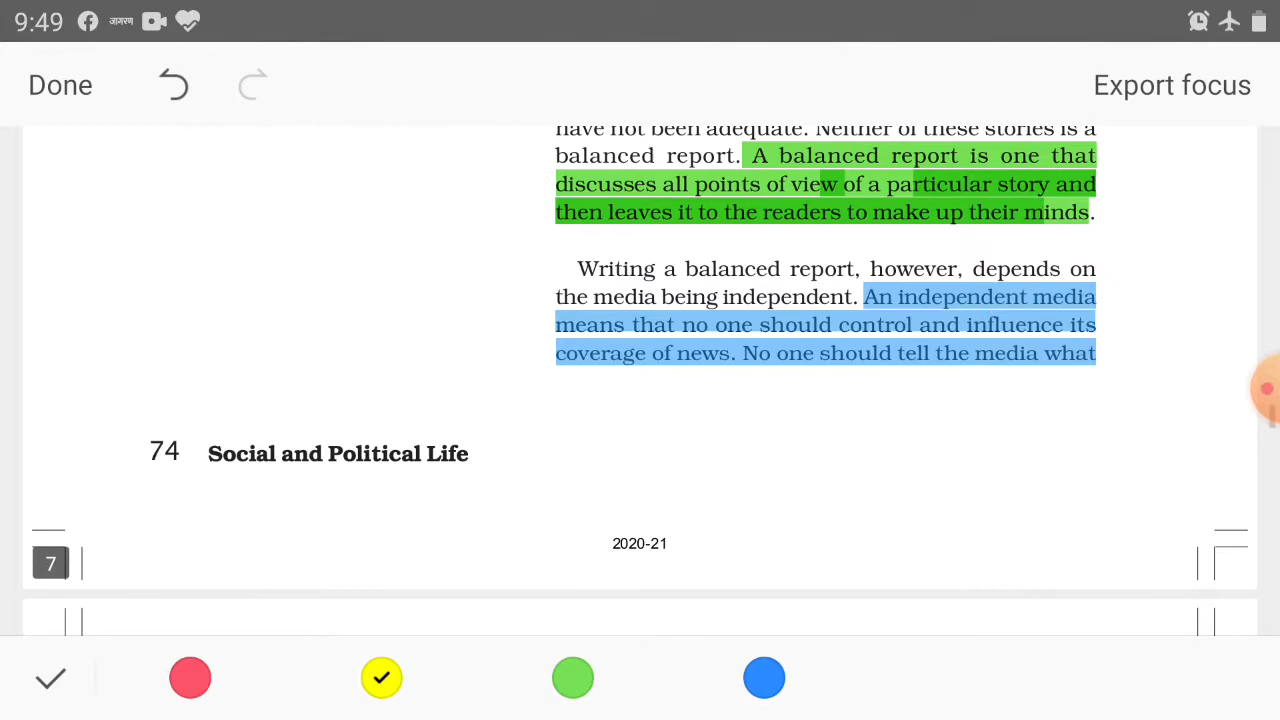 9:49 जागरण
Done Export focus
have not been adequate. Neither of these stories is a
balanced report. A balanced report is one that
discusses all points of view of a particular story and
then leaves it to the readers to make up their minds.
Writing a balanced report, however, depends on
the media being independent. An independent media
means that no one should control and influence its
coverage of news. No one should tell the media what
74 Social and Political Life
2020-21
7